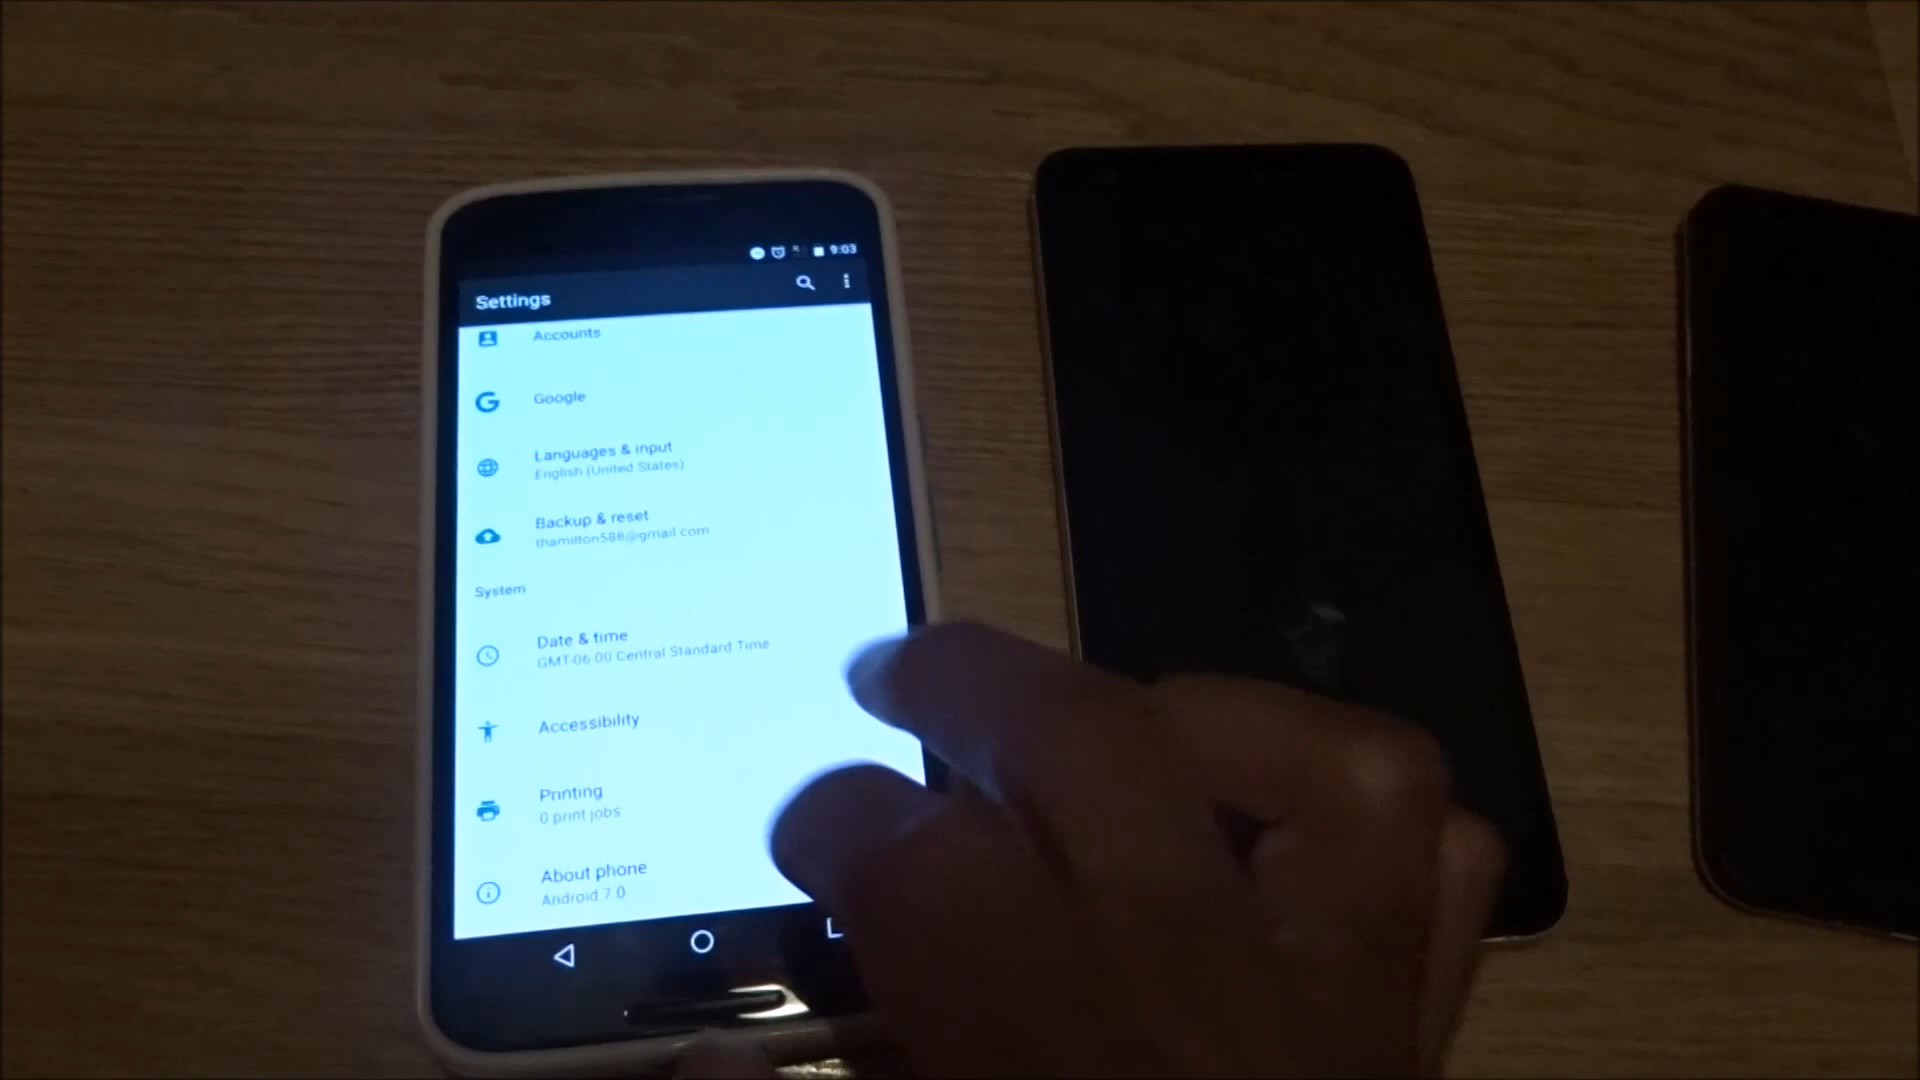 9:03
Settings
Accounts
Google
Languages & input
English (United States)
Backup & reset
thamilton588@gmail.com
System
Date & time
GMT-06:00 Central Standard Time
Accessibility
Printing
0 print jobs
About phone
Android 7.0